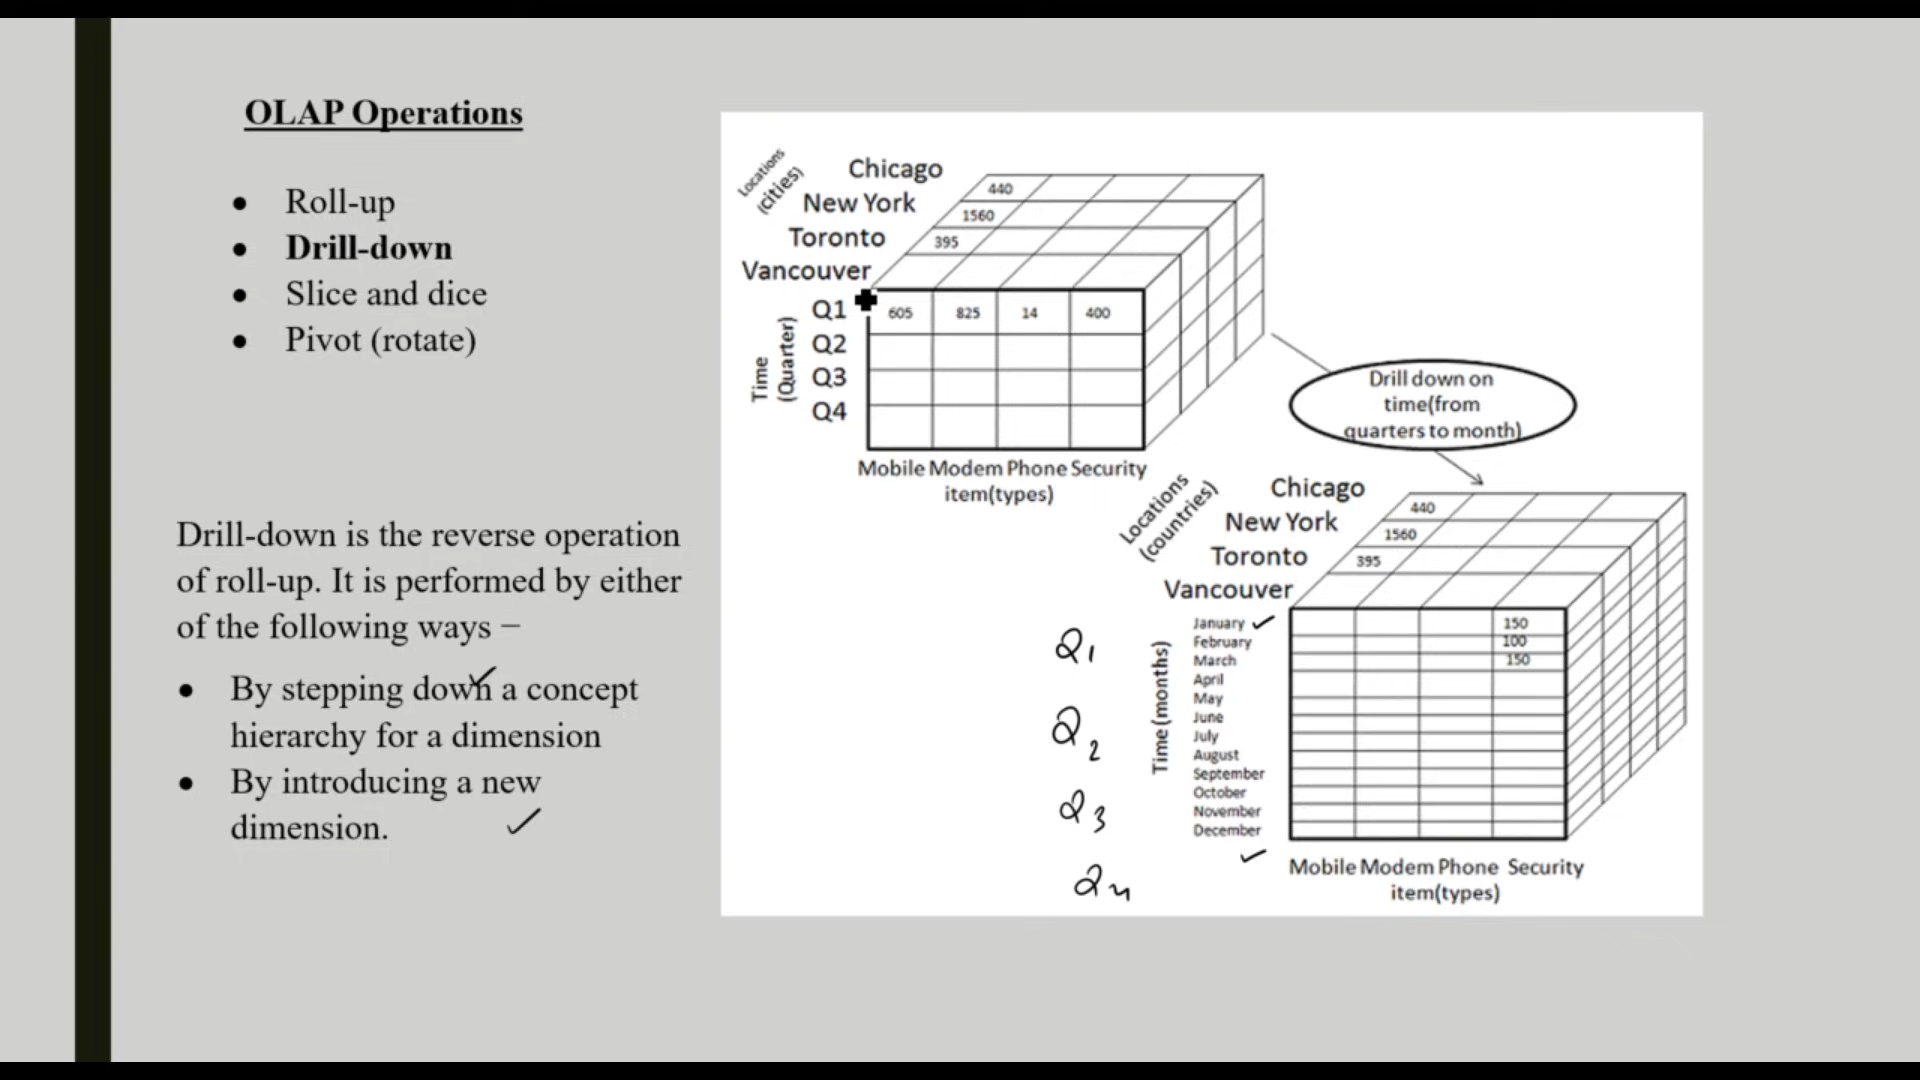 OLAP Operations
• Roll-up
• Drill-down
• Slice and dice
• Pivot (rotate)
Drill-down is the reverse operation
of roll-up. It is performed by either
of the following ways −
• By stepping down a concept
hierarchy for a dimension
• By introducing a new
dimension.
Locations
(cities)
Chicago
New York
Toronto
Vancouver
440
1560
395
Time
(Quarter)
Q1
Q2
Q3
Q4
605 825 14 400
Mobile Modem Phone Security
item(types)
Drill down on
time(from
quarters to month)
Locations
(countries)
Chicago
New York
Toronto
Vancouver
440
1560
395
Q1
Q2
Q3
Q4
Time(months)
January 150
February 100
March 150
April
May
June
July
August
September
October
November
December
Mobile Modem Phone Security
item(types)